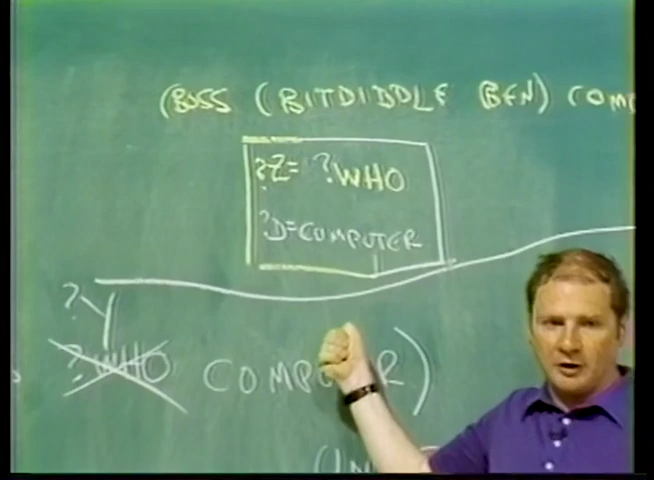 (BOSS (BITDIDDLE BEN) COMP
?Z= ?WHO
?D=COMPUTER
?Y
?WHO COMPUTER)